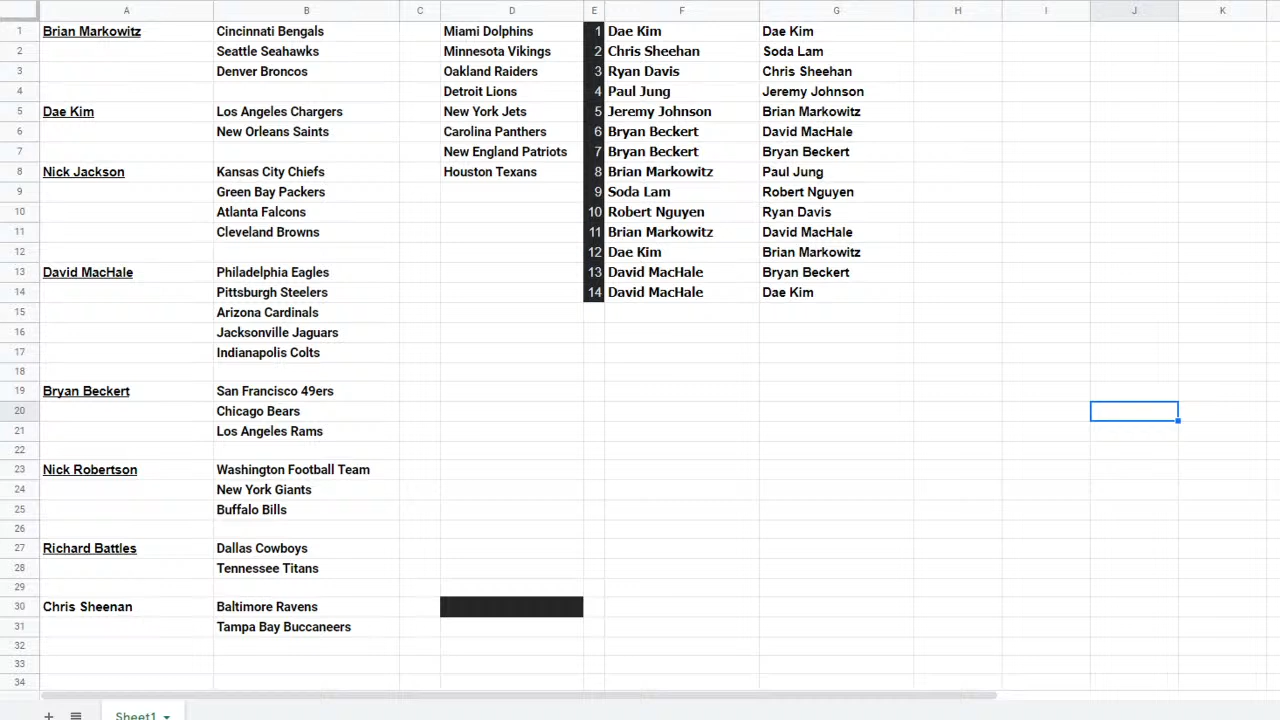 A B C D E F G H I J K
1 Brian Markowitz Cincinnati Bengals Miami Dolphins 1 Dae Kim Dae Kim
2 Seattle Seahawks Minnesota Vikings 2 Chris Sheehan Soda Lam
3 Denver Broncos Oakland Raiders 3 Ryan Davis Chris Sheehan
4 Detroit Lions 4 Paul Jung Jeremy Johnson
5 Dae Kim Los Angeles Chargers New York Jets 5 Jeremy Johnson Brian Markowitz
6 New Orleans Saints Carolina Panthers 6 Bryan Beckert David MacHale
7 New England Patriots 7 Bryan Beckert Bryan Beckert
8 Nick Jackson Kansas City Chiefs Houston Texans 8 Brian Markowitz Paul Jung
9 Green Bay Packers 9 Soda Lam Robert Nguyen
10 Atlanta Falcons 10 Robert Nguyen Ryan Davis
11 Cleveland Browns 11 Brian Markowitz David MacHale
12 12 Dae Kim Brian Markowitz
13 David MacHale Philadelphia Eagles 13 David MacHale Bryan Beckert
14 Pittsburgh Steelers 14 David MacHale Dae Kim
15 Arizona Cardinals
16 Jacksonville Jaguars
17 Indianapolis Colts
18
19 Bryan Beckert San Francisco 49ers
20 Chicago Bears
21 Los Angeles Rams
22
23 Nick Robertson Washington Football Team
24 New York Giants
25 Buffalo Bills
26
27 Richard Battles Dallas Cowboys
28 Tennessee Titans
29
30 Chris Sheenan Baltimore Ravens
31 Tampa Bay Buccaneers
32
33
34
Sheet1